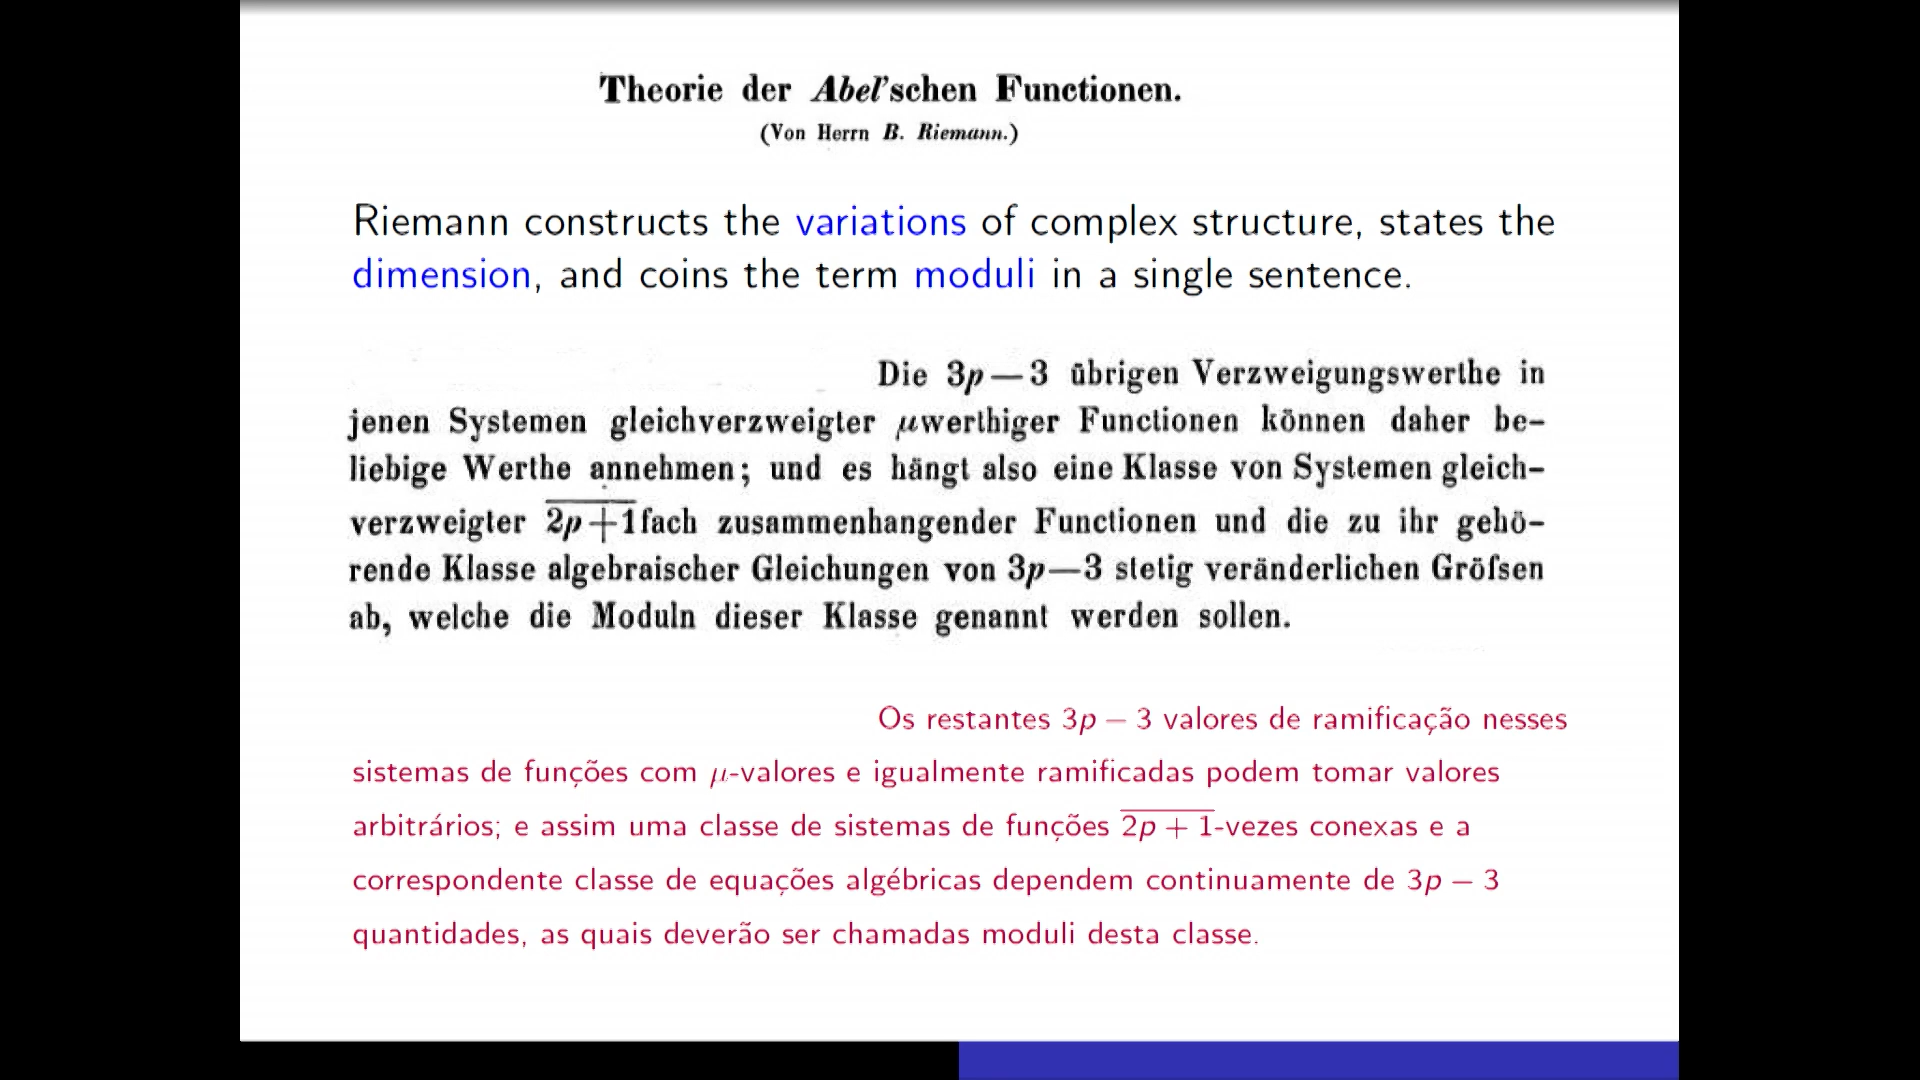 Theorie der Abel'schen Functionen.
(Von Herrn B. Riemann.)
Riemann constructs the variations of complex structure, states the
dimension, and coins the term moduli in a single sentence.
Die 3p—3 übrigen Verzweigungswerthe in
jenen Systemen gleichverzweigter μwerthiger Functionen können daher be-
liebige Werthe annehmen; und es hängt also eine Klasse von Systemen gleich-
verzweigter \overline{2p+1}fach zusammenhangender Functionen und die zu ihr gehö-
rende Klasse algebraischer Gleichungen von 3p—3 stetig veränderlichen Gröſsen
ab, welche die Moduln dieser Klasse genannt werden sollen.
Os restantes 3p − 3 valores de ramificação nesses
sistemas de funções com μ-valores e igualmente ramificadas podem tomar valores
arbitrários; e assim uma classe de sistemas de funções \overline{2p + 1}-vezes conexas e a
correspondente classe de equações algébricas dependem continuamente de 3p − 3
quantidades, as quais deverão ser chamadas moduli desta classe.